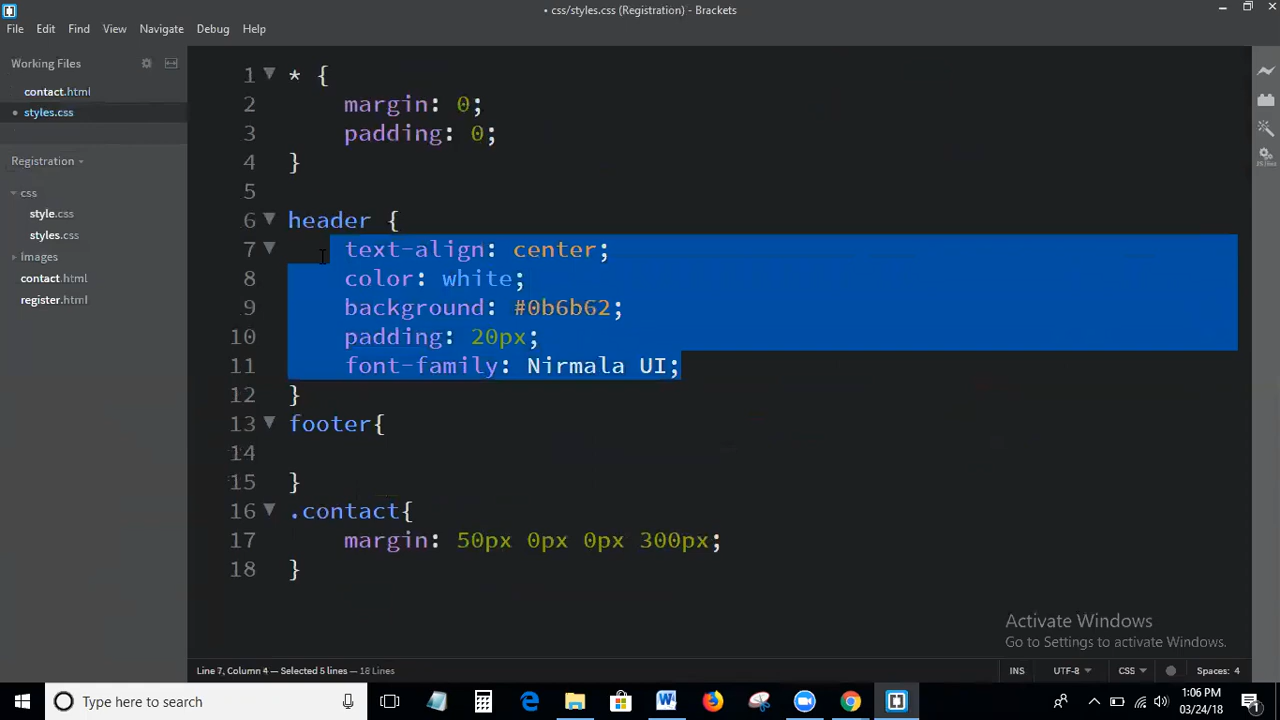 • css/styles.css (Registration) - Brackets
File Edit Find View Navigate Debug Help
Working Files
contact.html
• styles.css
Registration
css
style.css
styles.css
Images
contact.html
register.html
1 * {
2 margin: 0;
3 padding: 0;
4 }
5
6 header {
7 text-align: center;
8 color: white;
9 background: #0b6b62;
10 padding: 20px;
11 font-family: Nirmala UI;
12 }
13 footer{
14
15 }
16 .contact{
17 margin: 50px 0px 0px 300px;
18 }
Activate Windows
Go to Settings to activate Windows.
Line 7, Column 4 — Selected 5 lines — 18 Lines
INS UTF-8 CSS Spaces: 4
Type here to search
1:06 PM
03/24/18